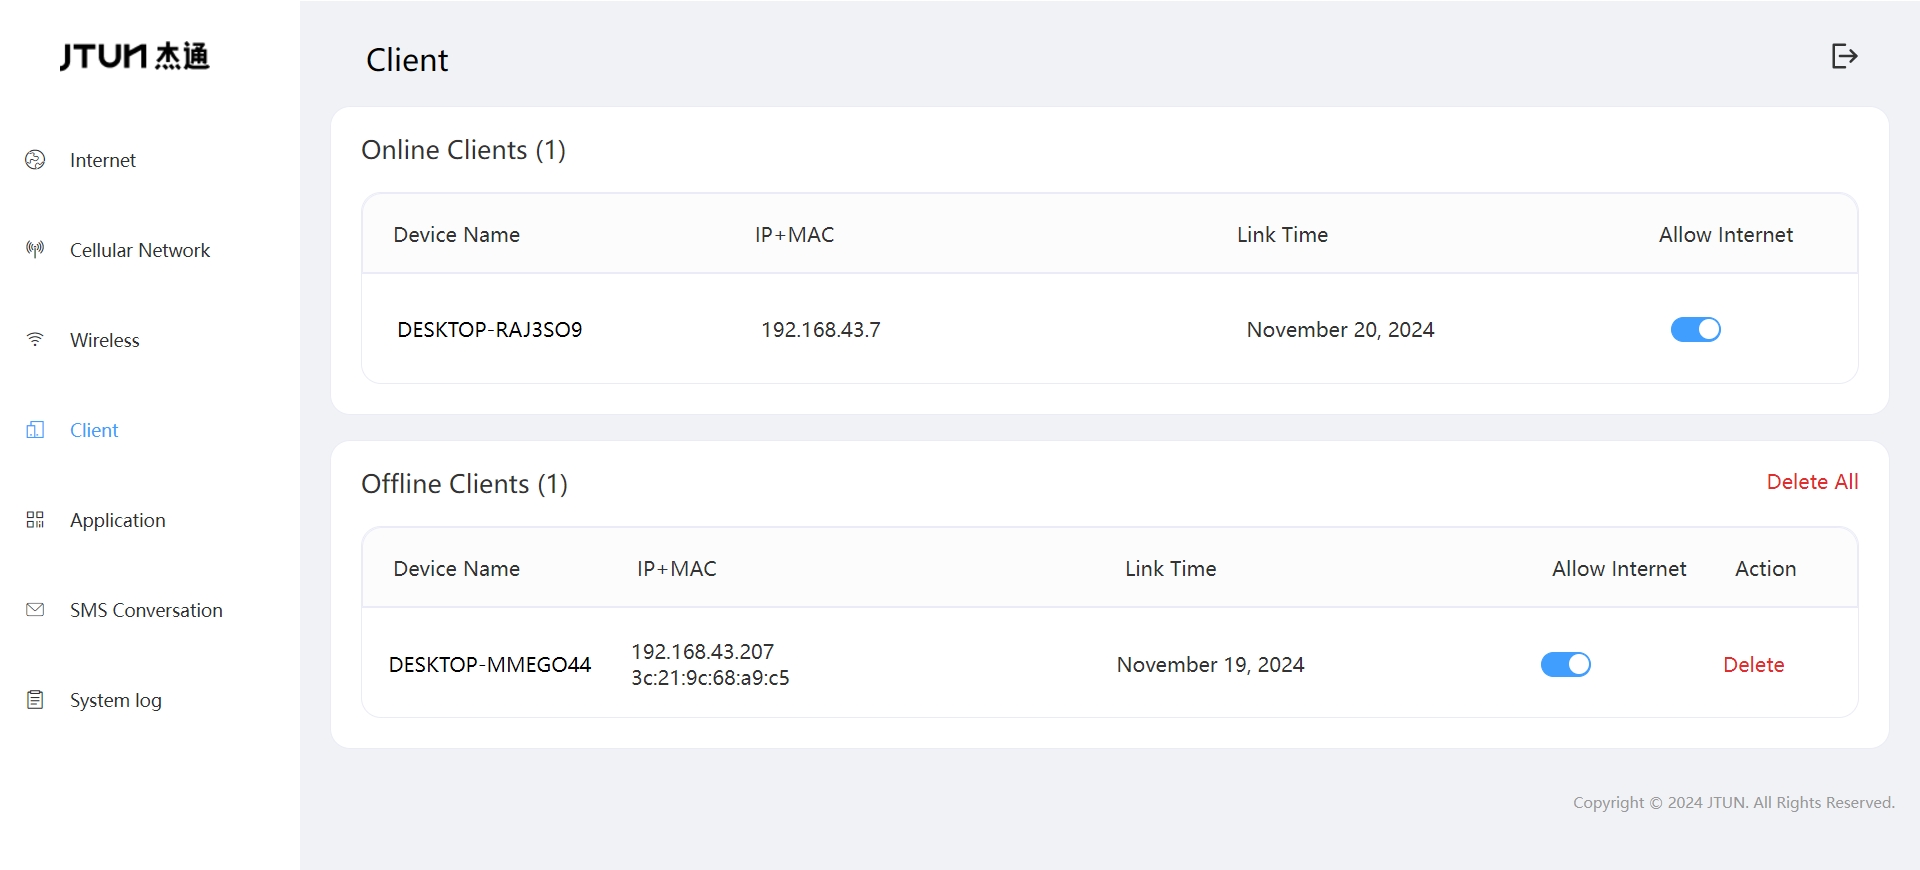 JTUN 杰通
Internet
Cellular Network
Wireless
Client
Application
SMS Conversation
System log
Client
Online Clients (1)
Device Name IP+MAC Link Time Allow Internet
DESKTOP-RAJ3SO9 192.168.43.7 November 20, 2024
Offline Clients (1) Delete All
Device Name IP+MAC Link Time Allow Internet Action
DESKTOP-MMEGO44 192.168.43.207 November 19, 2024 Delete
3c:21:9c:68:a9:c5
Copyright © 2024 JTUN. All Rights Reserved.